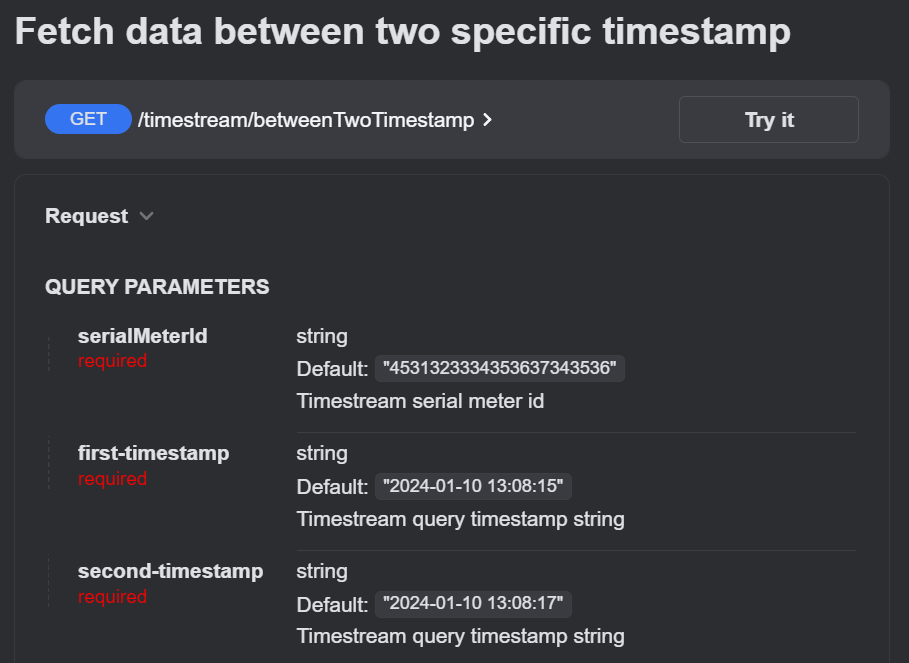 Fetch data between two specific timestamp
GET /timestream/betweenTwoTimestamp >
Try it
Request
QUERY PARAMETERS
serialMeterId string
required
Default: "4531323334353637343536"
Timestream serial meter id
first-timestamp string
required
Default: "2024-01-10 13:08:15"
Timestream query timestamp string
second-timestamp string
required
Default: "2024-01-10 13:08:17"
Timestream query timestamp string